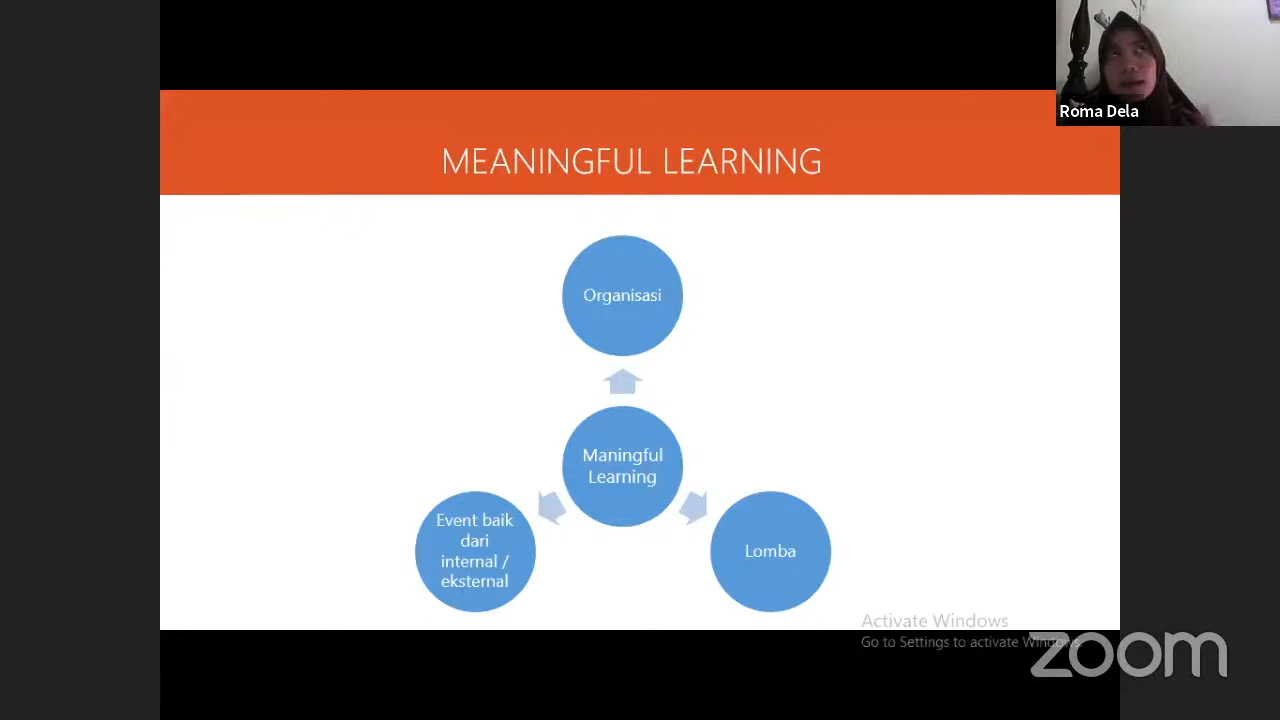 Roma Dela
MEANINGFUL LEARNING
Organisasi
Maningful
Learning
Event baik
dari
internal /
eksternal
Lomba
Activate Windows
Go to Settings to activate Windows.
zoom